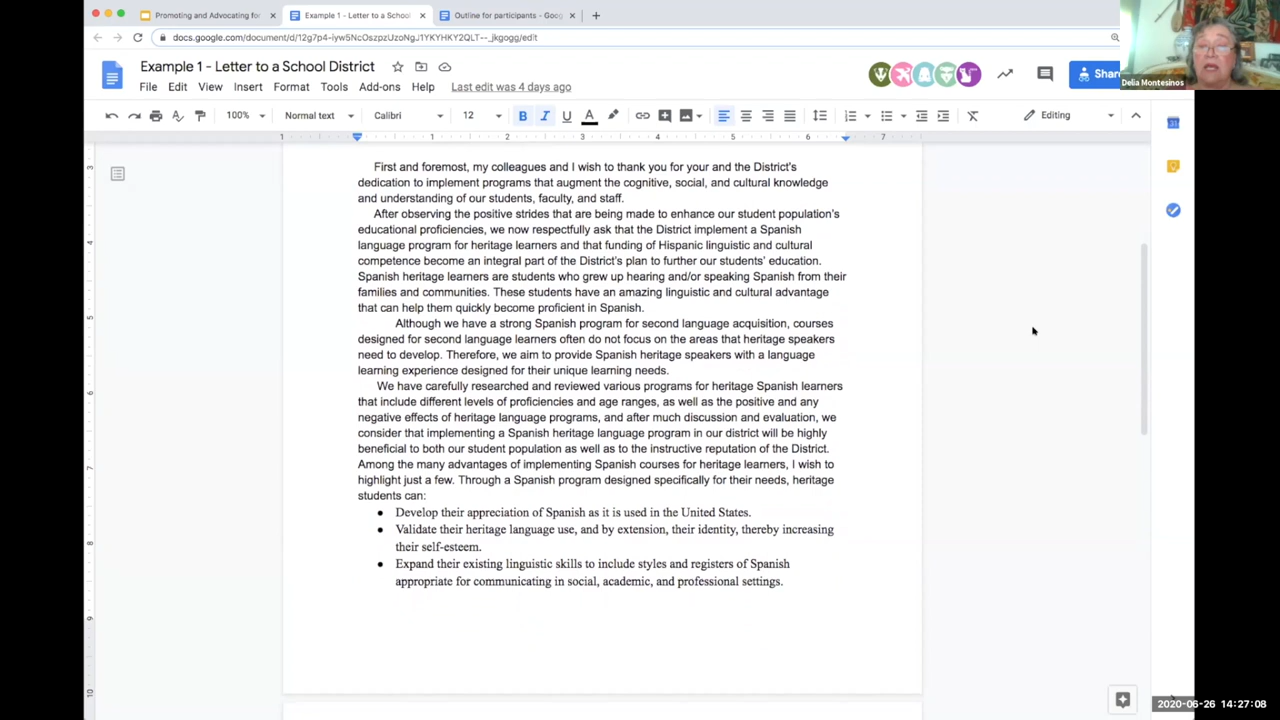 Promoting and Advocating for
Example 1 - Letter to a School
Outline for participants - Goog
docs.google.com/document/d/12g7p4-iyw5NcOszpzUzoNgJ1YKYHKY2QLT--_jkgogg/edit
Example 1 - Letter to a School District
File Edit View Insert Format Tools Add-ons Help Last edit was 4 days ago
Share
Delia Montesinos
100% Normal text Calibri 12 B I U A Editing
1 1 2 3 4 5 6 7
First and foremost, my colleagues and I wish to thank you for your and the District's
dedication to implement programs that augment the cognitive, social, and cultural knowledge
and understanding of our students, faculty, and staff.
After observing the positive strides that are being made to enhance our student population's
educational proficiencies, we now respectfully ask that the District implement a Spanish
language program for heritage learners and that funding of Hispanic linguistic and cultural
competence become an integral part of the District's plan to further our students' education.
Spanish heritage learners are students who grew up hearing and/or speaking Spanish from their
families and communities. These students have an amazing linguistic and cultural advantage
that can help them quickly become proficient in Spanish.
Although we have a strong Spanish program for second language acquisition, courses
designed for second language learners often do not focus on the areas that heritage speakers
need to develop. Therefore, we aim to provide Spanish heritage speakers with a language
learning experience designed for their unique learning needs.
We have carefully researched and reviewed various programs for heritage Spanish learners
that include different levels of proficiencies and age ranges, as well as the positive and any
negative effects of heritage language programs, and after much discussion and evaluation, we
consider that implementing a Spanish heritage language program in our district will be highly
beneficial to both our student population as well as to the instructive reputation of the District.
Among the many advantages of implementing Spanish courses for heritage learners, I wish to
highlight just a few. Through a Spanish program designed specifically for their needs, heritage
students can:
● Develop their appreciation of Spanish as it is used in the United States.
● Validate their heritage language use, and by extension, their identity, thereby increasing
their self-esteem.
● Expand their existing linguistic skills to include styles and registers of Spanish
appropriate for communicating in social, academic, and professional settings.
3
4
5
6
7
8
9
10
2020-06-26 14:27:08